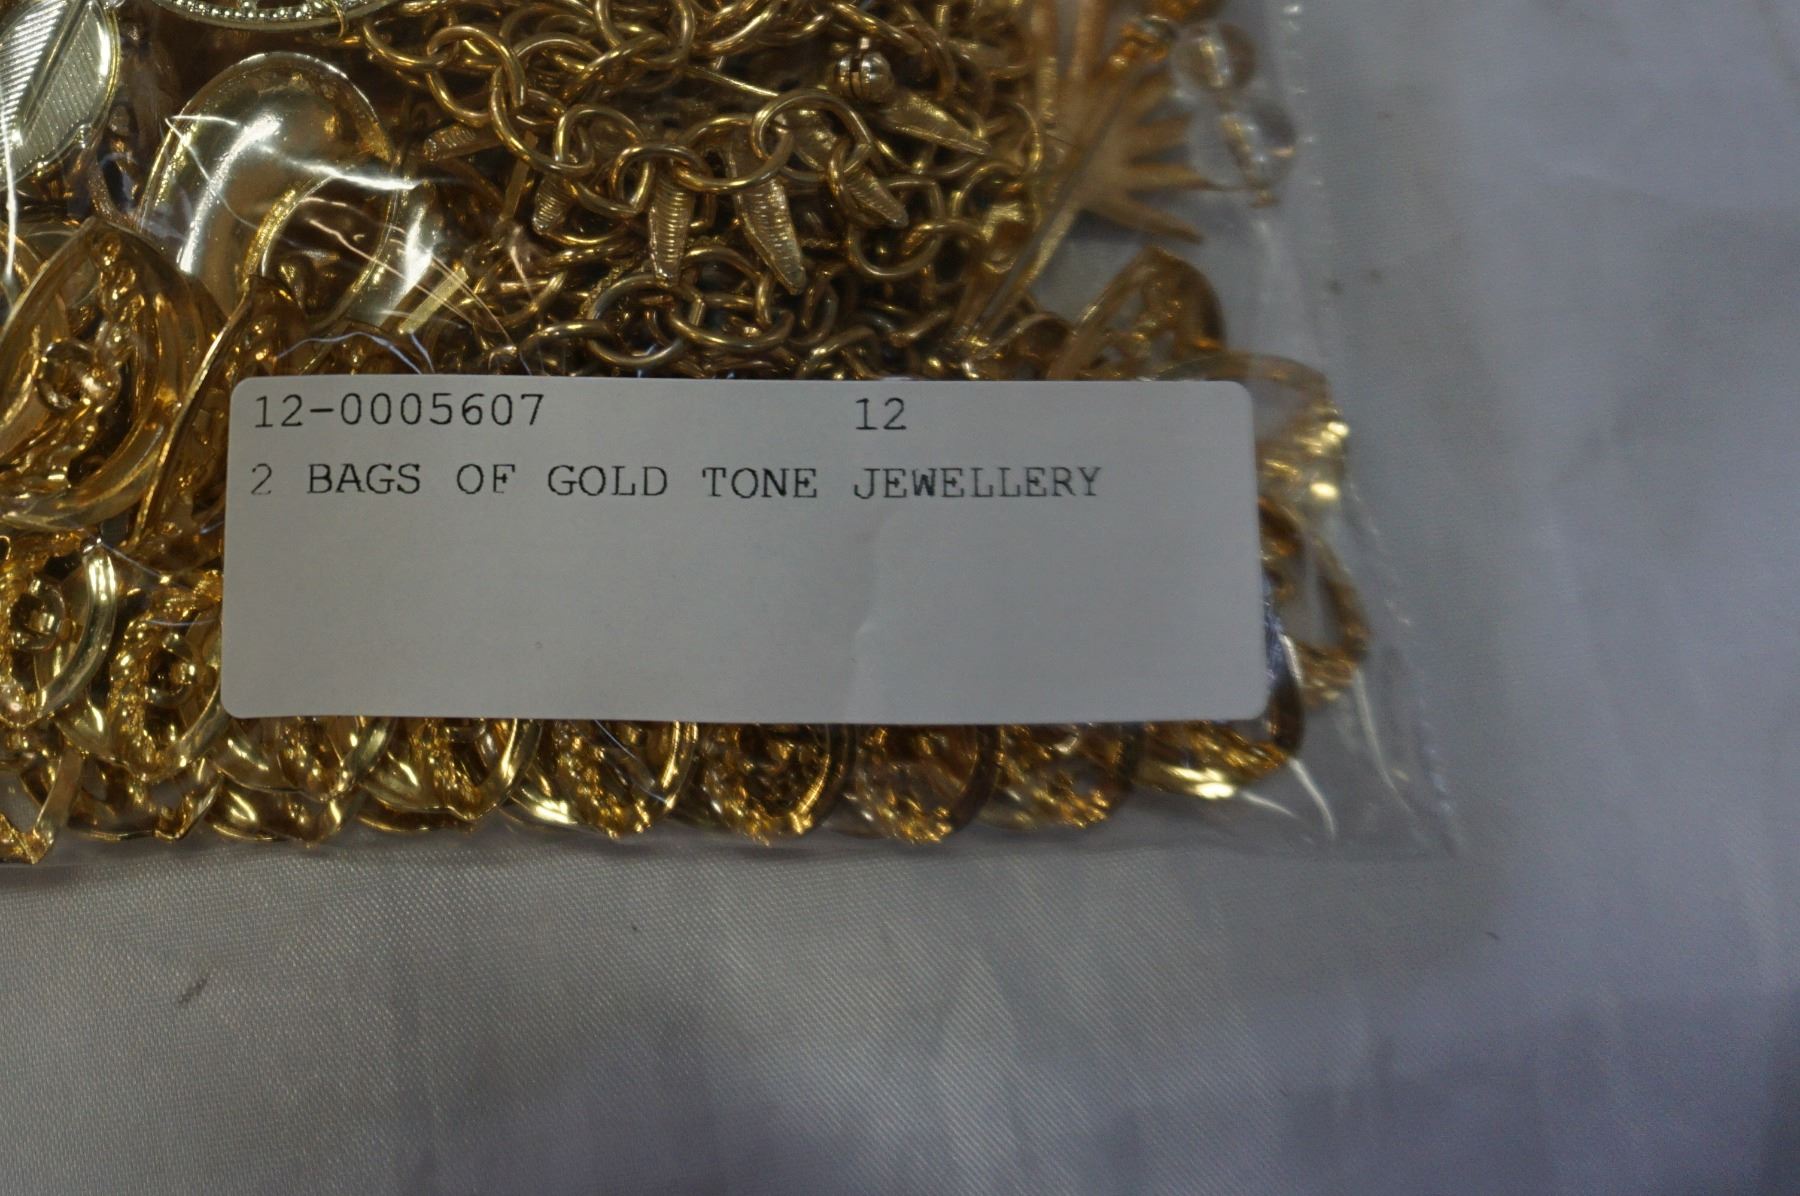 12-0005607 12
2 BAGS OF GOLD TONE JEWELLERY